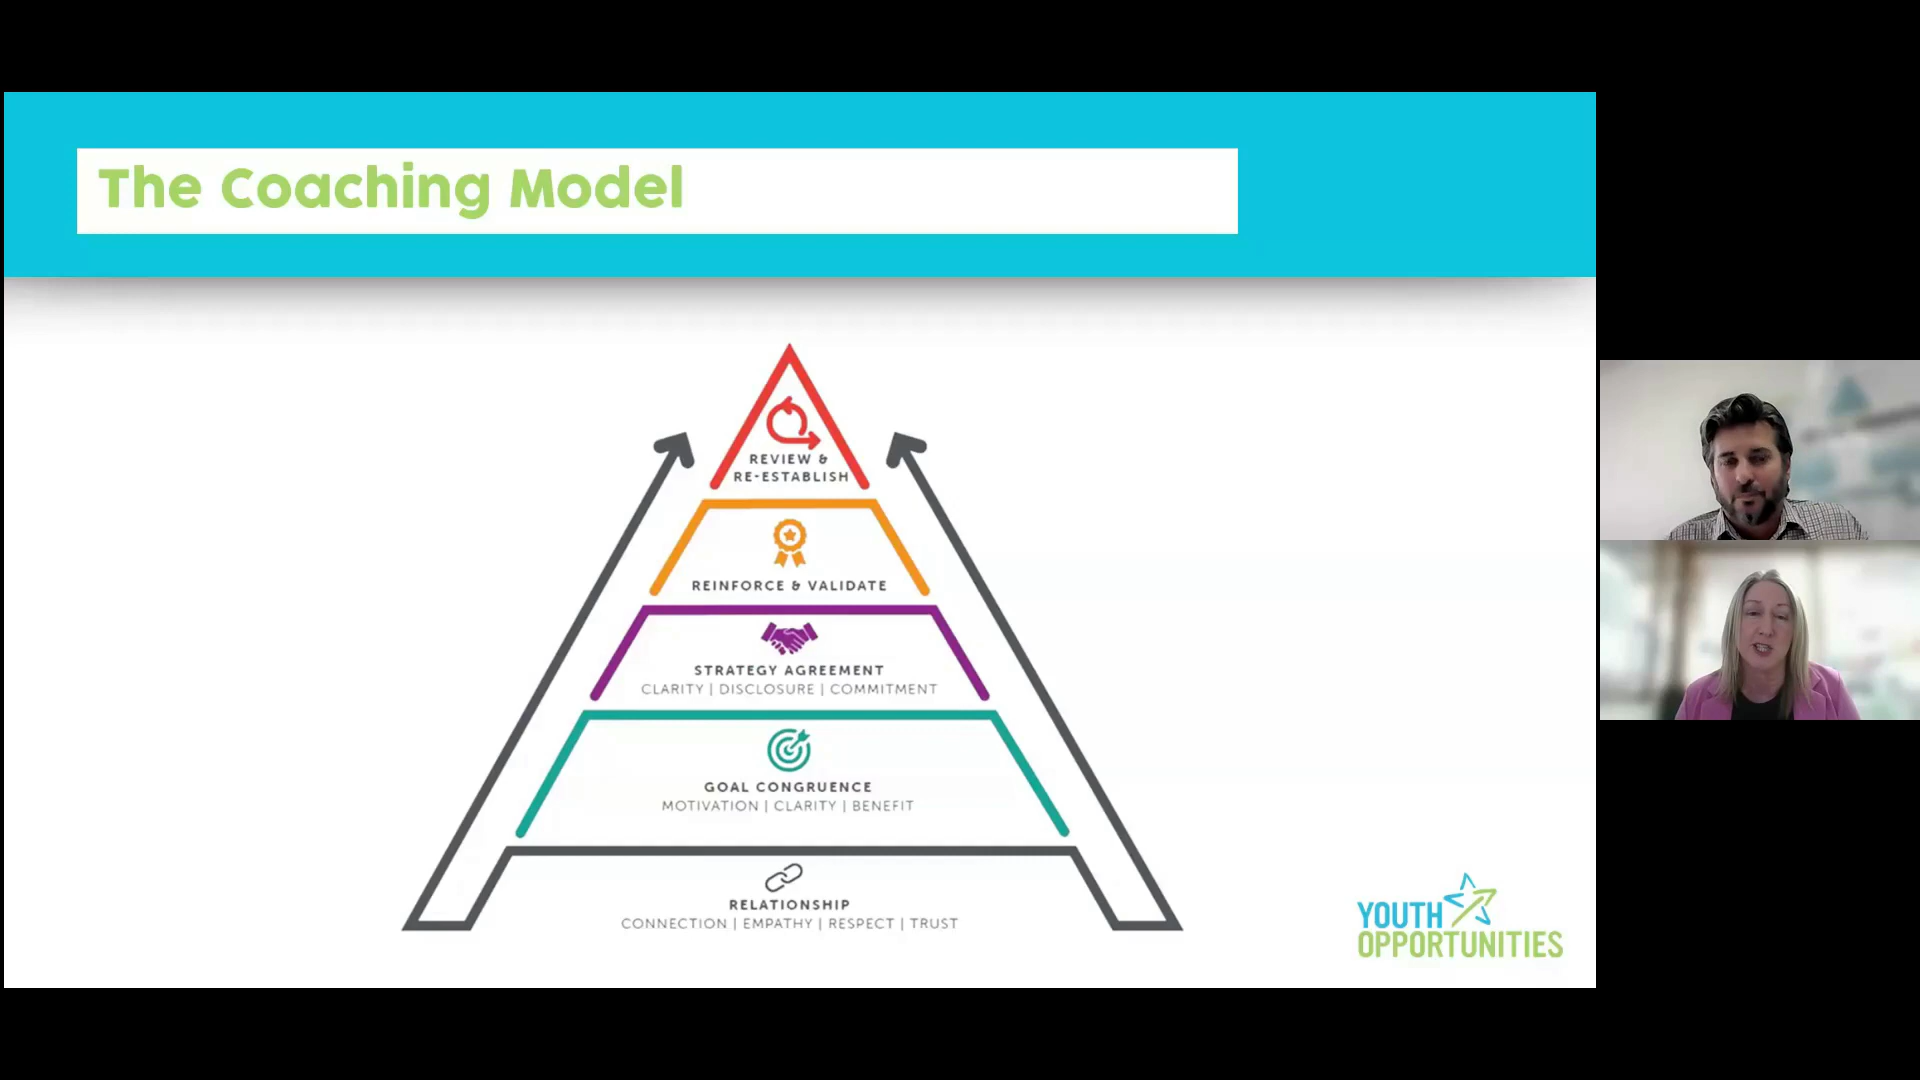 The Coaching Model
REVIEW &
RE-ESTABLISH
REINFORCE & VALIDATE
STRATEGY AGREEMENT
CLARITY | DISCLOSURE | COMMITMENT
GOAL CONGRUENCE
MOTIVATION | CLARITY | BENEFIT
RELATIONSHIP
CONNECTION | EMPATHY | RESPECT | TRUST
YOUTH
OPPORTUNITIES